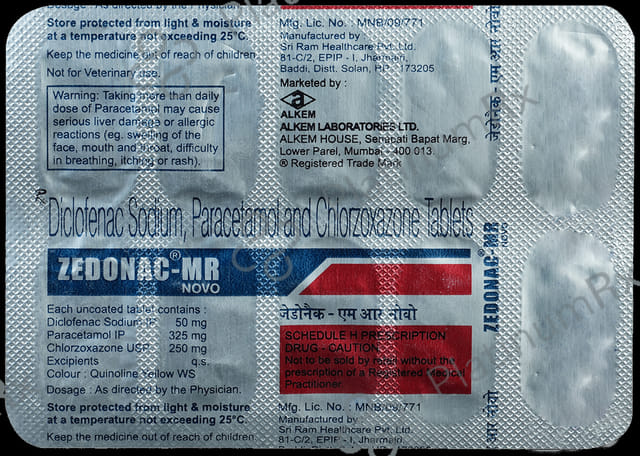 Dosage : As directed by the Physician.
Store protected from light & moisture
at a temperature not exceeding 25°C.
Keep the medicine out of reach of children
Not for Veterinary use.
Warning: Taking more than daily
dose of Paracetamol may cause
serious liver damage or allergic
reactions (eg. swelling of the
face, mouth and throat, difficulty
in breathing, itching or rash).
Mfg. Lic. No. : MNB/09/771
Manufactured by
Sri Ram Healthcare Pvt. Ltd.
81-C/2, EPIP - I, Jharmajri,
Baddi, Distt. Solan, HP - 173205
Marketed by :
ALKEM
ALKEM LABORATORIES LTD.
ALKEM HOUSE, Senapati Bapat Marg,
Lower Parel, Mumbai - 400 013.
® Registered Trade Mark
जेडोनैक - एम आर नोवो
Diclofenac Sodium, Paracetamol and Chlorzoxazone Tablets
ZEDONAC-MR®
NOVO
जेडोनैक - एम आर नोवो
Each uncoated tablet contains :
Diclofenac Sodium IP 50 mg
Paracetamol IP 325 mg
Chlorzoxazone USP 250 mg
Excipients q.s.
Colour : Quinoline Yellow WS
Dosage : As directed by the Physician.
SCHEDULE H PRESCRIPTION
DRUG - CAUTION
Not to be sold by retail without the
prescription of a Registered Medical
Practitioner.
ZEDONAC-MR
NOVO
आर नोवो
Store protected from light & moisture
at a temperature not exceeding 25°C.
Keep the medicine out of reach of children
Mfg. Lic. No. : MNB/09/771
Manufactured by
Sri Ram Healthcare Pvt. Ltd.
81-C/2, EPIP - I, Jharmajri,